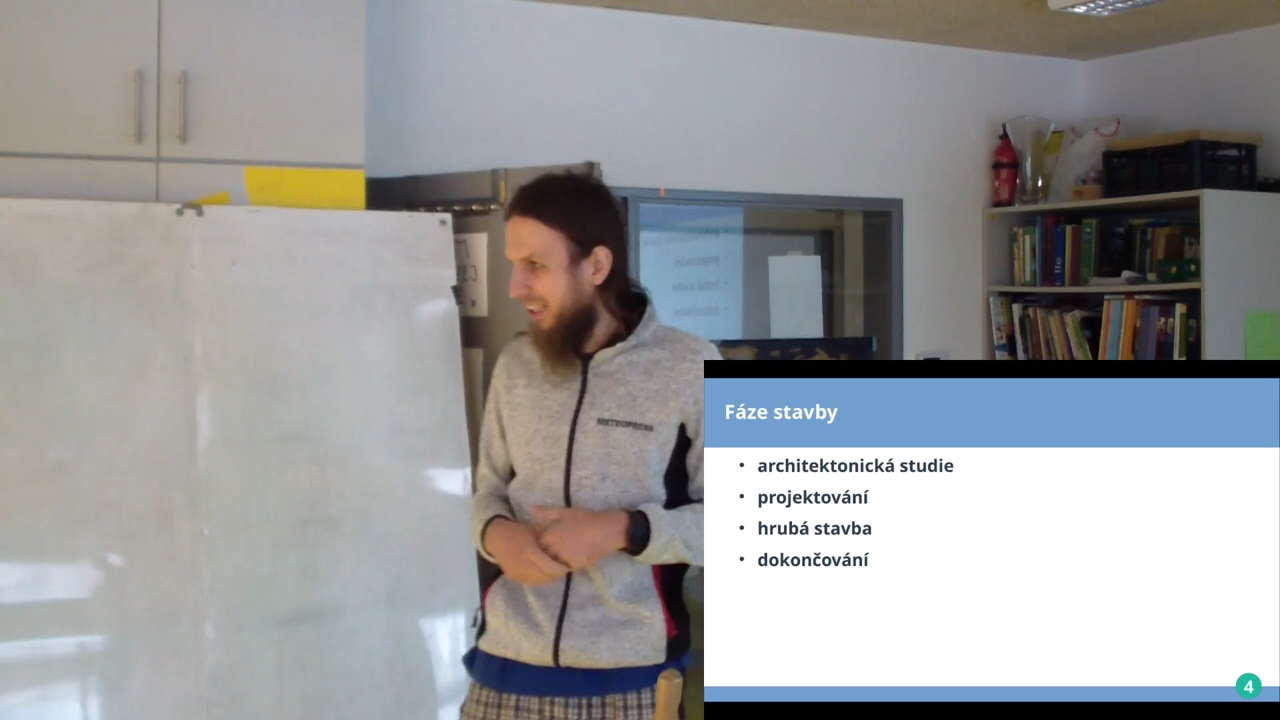 METEOPRESS
Fáze stavby
• architektonická studie
• projektování
• hrubá stavba
• dokončování
4